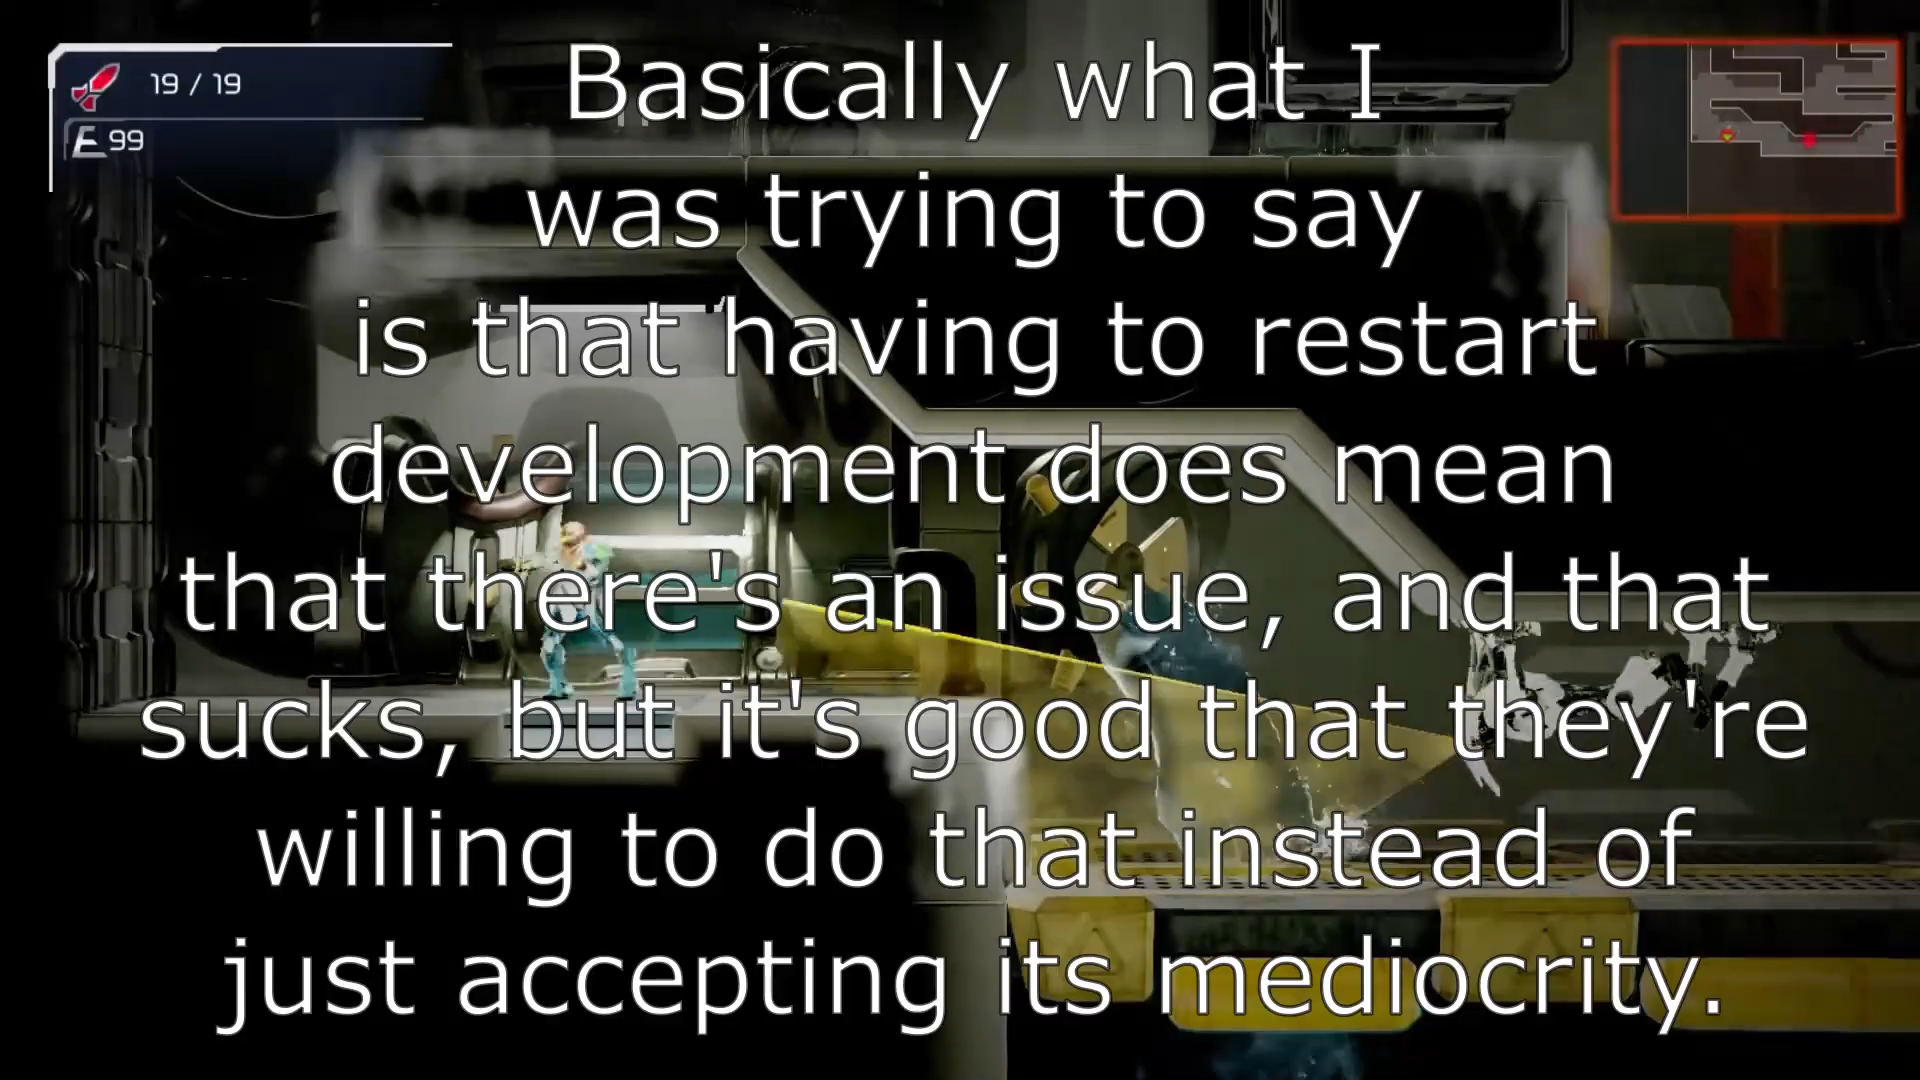 19 / 19
E 99
Basically what I
was trying to say
is that having to restart
development does mean
that there's an issue, and that
sucks, but it's good that they're
willing to do that instead of
just accepting its mediocrity.